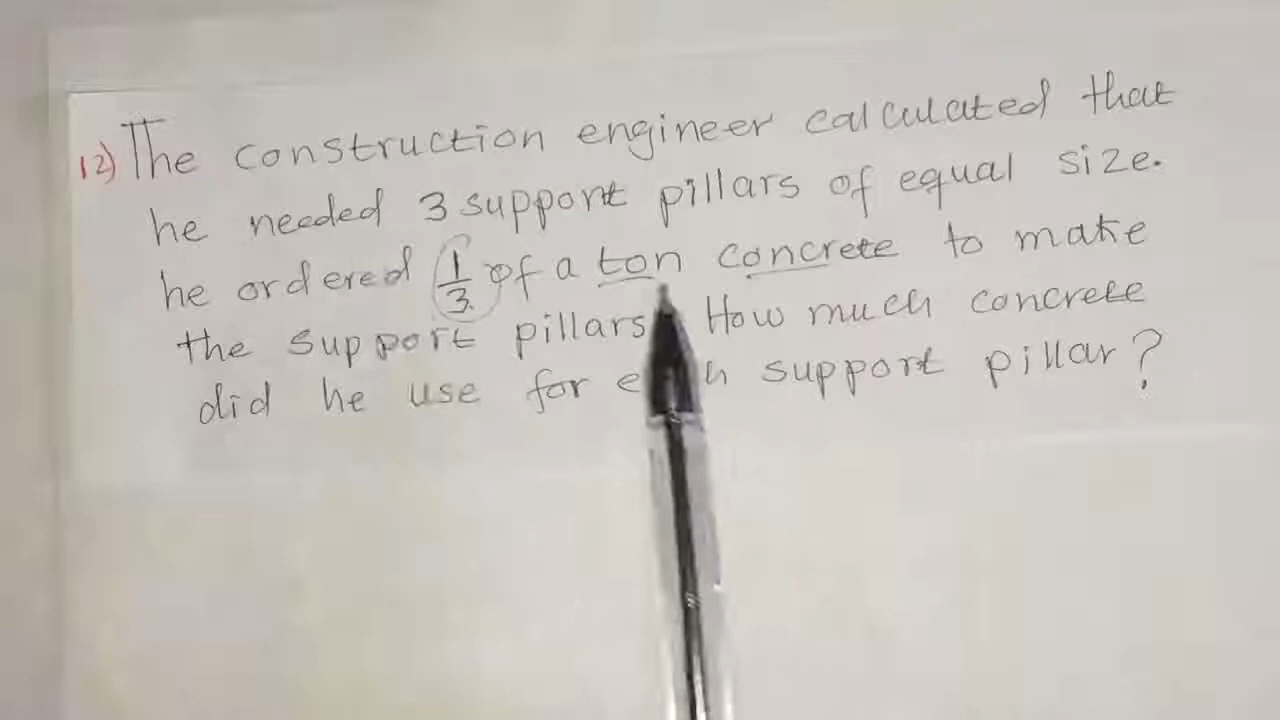 12) The construction engineer calculated that
he needed 3 support pillars of equal size.
he ordered 1/3 of a ton concrete to make
the support pillars How much concrete
did he use for support pillar?